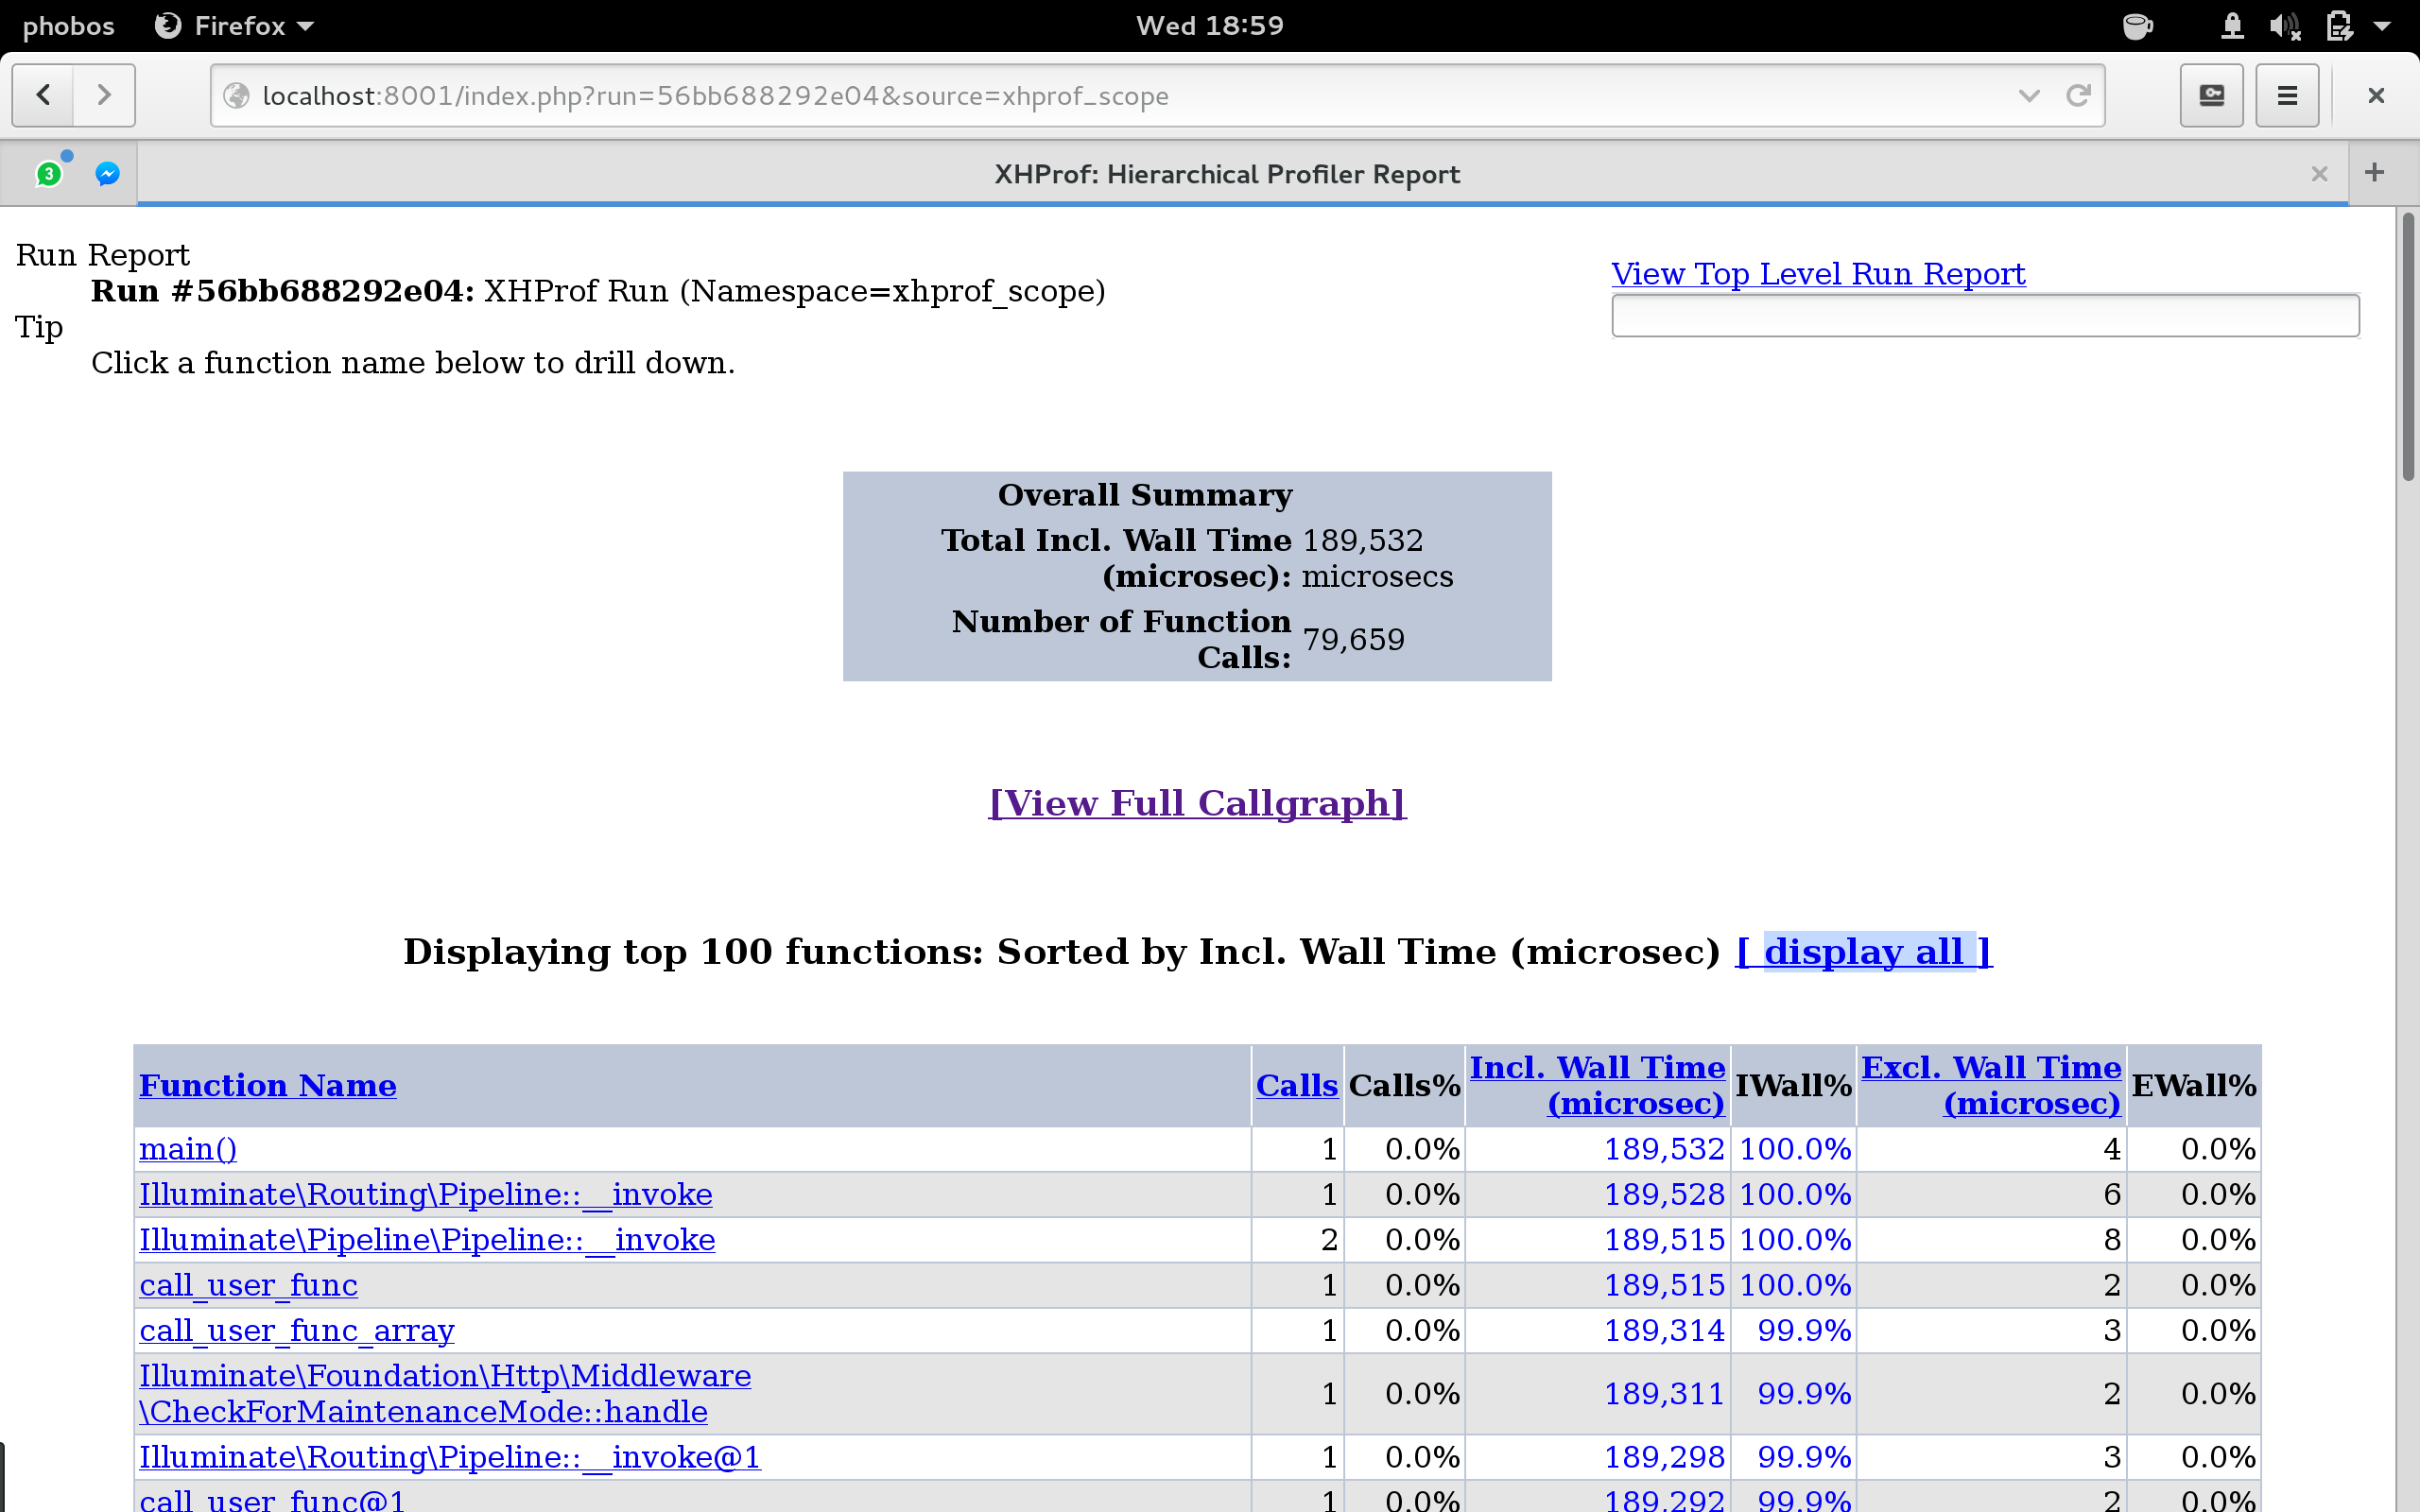 phobos Firefox Wed 18:59
localhost:8001/index.php?run=56bb688292e04&source=xhprof_scope
3 XHProf: Hierarchical Profiler Report
Run Report
Run #56bb688292e04: XHProf Run (Namespace=xhprof_scope)
Tip
Click a function name below to drill down.
View Top Level Run Report
Overall Summary
Total Incl. Wall Time (microsec): 189,532 microsecs
Number of Function Calls: 79,659
[View Full Callgraph]
Displaying top 100 functions: Sorted by Incl. Wall Time (microsec) [ display all ]
Function Name Calls Calls% Incl. Wall Time (microsec) IWall% Excl. Wall Time (microsec) EWall%
main() 1 0.0% 189,532 100.0% 4 0.0%
Illuminate\Routing\Pipeline::__invoke 1 0.0% 189,528 100.0% 6 0.0%
Illuminate\Pipeline\Pipeline::__invoke 2 0.0% 189,515 100.0% 8 0.0%
call_user_func 1 0.0% 189,515 100.0% 2 0.0%
call_user_func_array 1 0.0% 189,314 99.9% 3 0.0%
Illuminate\Foundation\Http\Middleware
\CheckForMaintenanceMode::handle 1 0.0% 189,311 99.9% 2 0.0%
Illuminate\Routing\Pipeline::__invoke@1 1 0.0% 189,298 99.9% 3 0.0%
call_user_func@1 1 0.0% 189,292 99.9% 2 0.0%